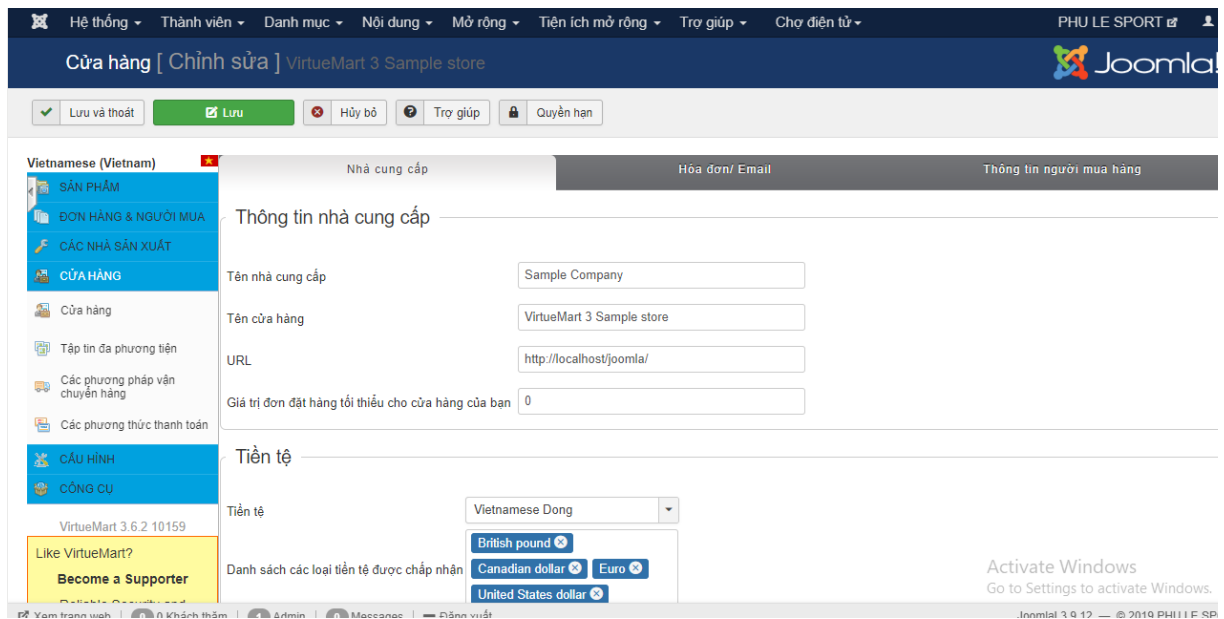 Hệ thống Thành viên Danh mục Nội dung Mở rộng Tiện ích mở rộng Trợ giúp Chợ điện tử PHU LE SPORT
Cửa hàng [ Chỉnh sửa ] VirtueMart 3 Sample store Joomla!
Lưu và thoát Lưu Hủy bỏ Trợ giúp Quyền hạn
Vietnamese (Vietnam)
Nhà cung cấp Hóa đơn/ Email Thông tin người mua hàng
SẢN PHẨM
ĐƠN HÀNG & NGƯỜI MUA
CÁC NHÀ SẢN XUẤT
CỬA HÀNG
Cửa hàng
Tập tin đa phương tiện
Các phương pháp vận
chuyển hàng
Các phương thức thanh toán
CẤU HÌNH
CÔNG CỤ
VirtueMart 3.6.2 10159
Like VirtueMart?
Become a Supporter
Reliable Security and
Thông tin nhà cung cấp
Tên nhà cung cấp Sample Company
Tên cửa hàng VirtueMart 3 Sample store
URL http://localhost/joomla/
Giá trị đơn đặt hàng tối thiểu cho cửa hàng của bạn 0
Tiền tệ
Tiền tệ Vietnamese Dong
Danh sách các loại tiền tệ được chấp nhận
British pound
Canadian dollar Euro
United States dollar
Activate Windows
Go to Settings to activate Windows.
Xem trang web 0 0 Khách thăm 1 Admin 0 Messages Đăng xuất Joomla! 3.9.12 — © 2019 PHU LE SP